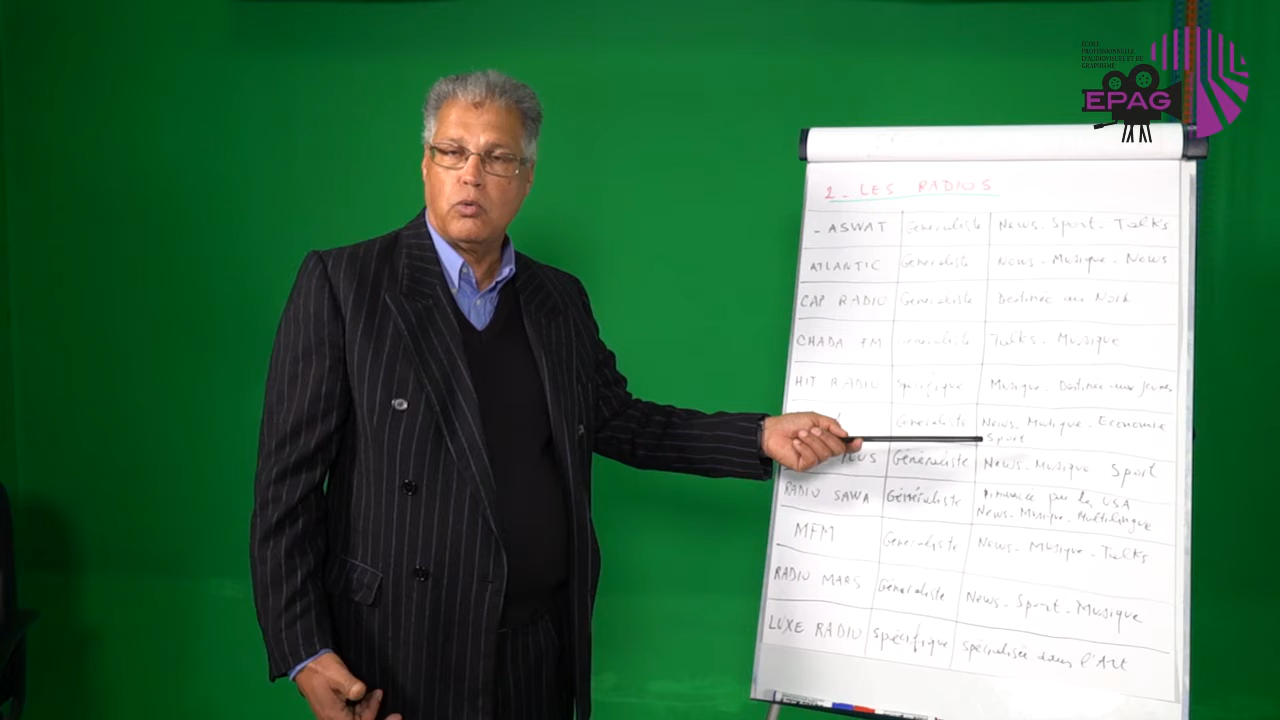 ÉCOLE
PROFESSIONNELLE
D'AUDIOVISUEL ET DE
GRAPHISME
EPAG
2 - LES RADIOS
- ASWAT Généraliste News - Sport - Talks
ATLANTIC Généraliste News - Musique - News
CAP RADIO Généraliste Destinée au Nord
CHADA FM Généraliste Talks - Musique
HIT RADIO Spécifique Musique - Destinée aux jeunes
Généraliste News - Musique - Economie
Sport
Généraliste News - Musique Sport
RADIO SAWA Généraliste Financée par les USA
News - Musique - Multilingue
MFM Généraliste News - Musique - Talks
RADIO MARS Généraliste News - Sport - Musique
LUXE RADIO Spécifique spécialisée dans l'Art